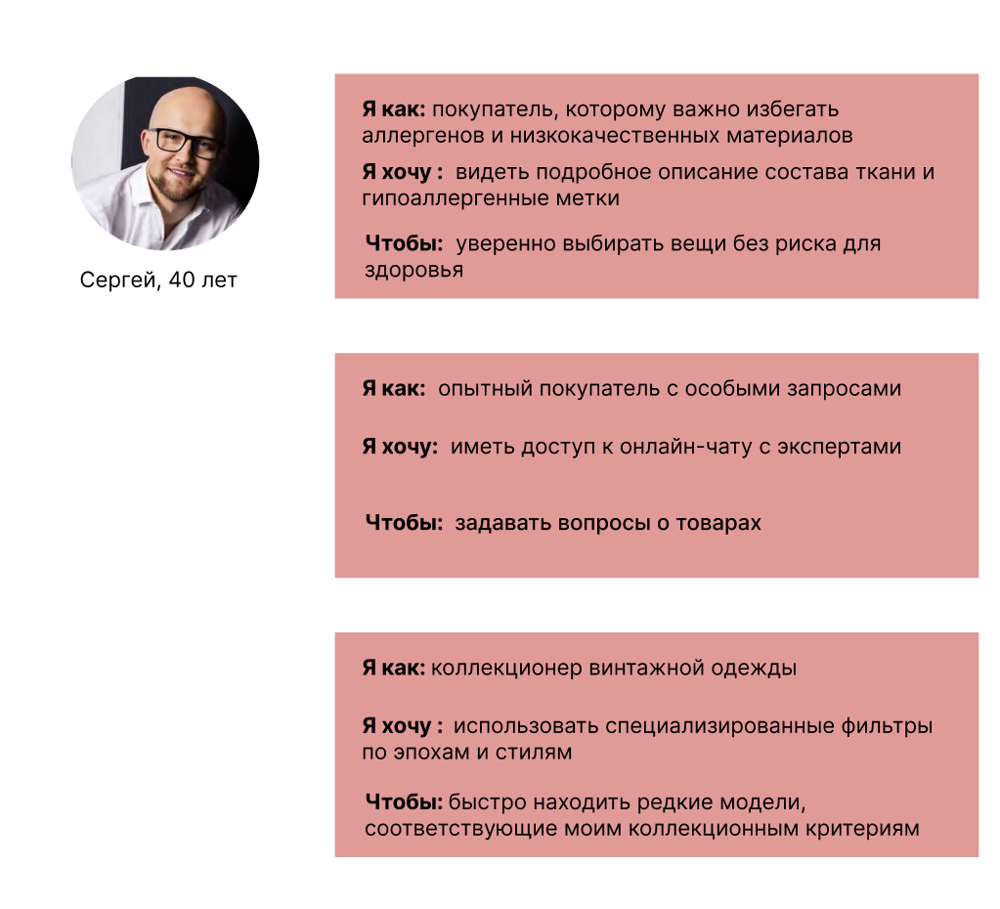 Сергей, 40 лет
Я как: покупатель, которому важно избегать
аллергенов и низкокачественных материалов
Я хочу : видеть подробное описание состава ткани и
гипоаллергенные метки
Чтобы: уверенно выбирать вещи без риска для
здоровья
Я как: опытный покупатель с особыми запросами
Я хочу: иметь доступ к онлайн-чату с экспертами
Чтобы: задавать вопросы о товарах
Я как: коллекционер винтажной одежды
Я хочу : использовать специализированные фильтры
по эпохам и стилям
Чтобы: быстро находить редкие модели,
соответствующие моим коллекционным критериям